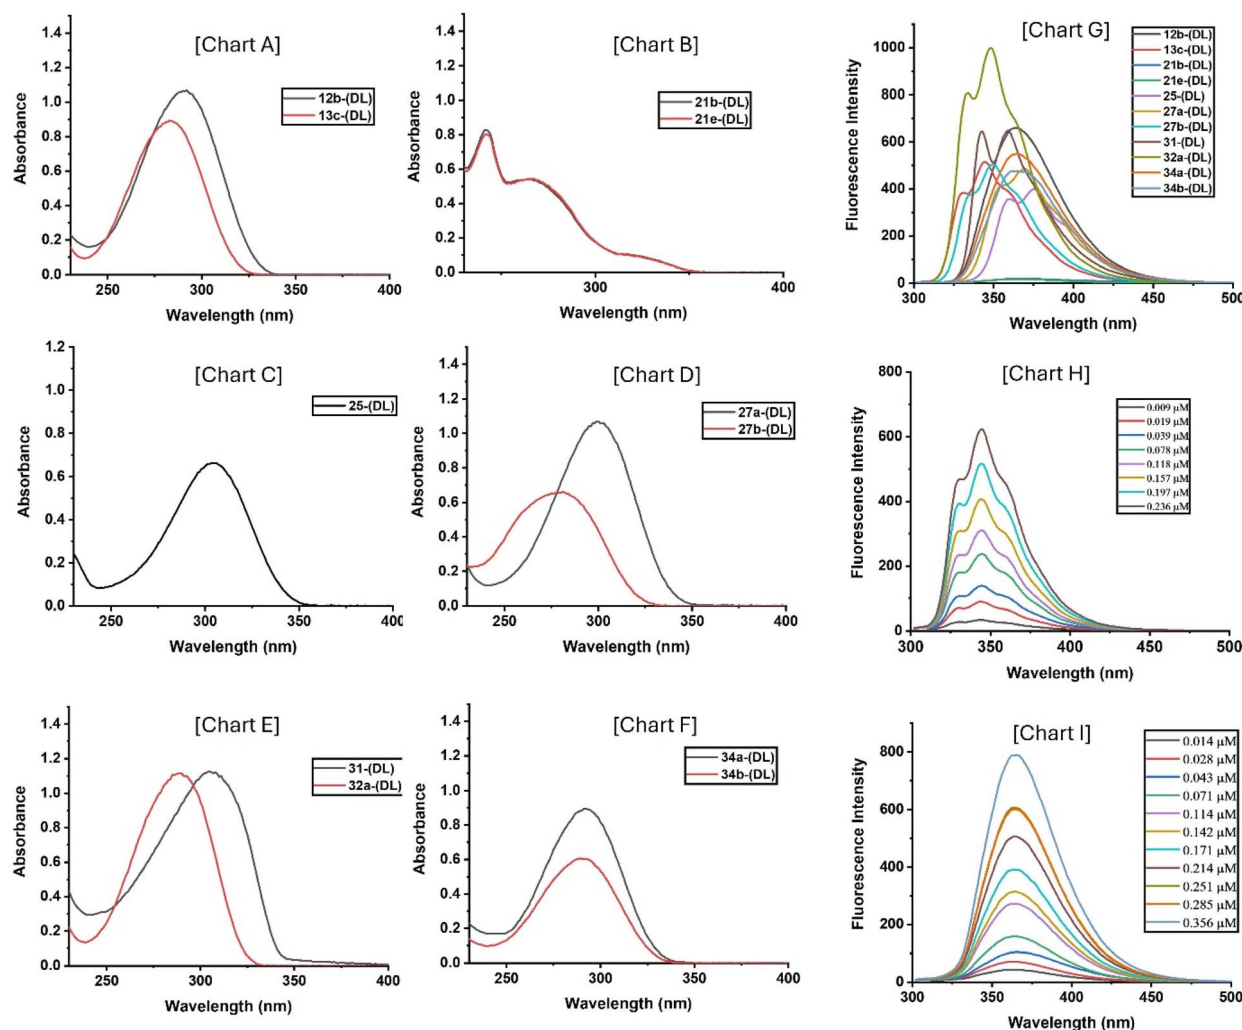 [Chart A]
1.4
1.2
1.0
0.8
0.6
0.4
0.2
0.0
Absorbance
12b-(DL)
13c-(DL)
250
300
350
400
Wavelength (nm)
[Chart B]
1.4
1.2
1.0
0.8
0.6
0.4
0.2
0.0
Absorbance
21b-(DL)
21e-(DL)
300
400
Wavelength (nm)
[Chart G]
1000
800
600
400
200
0
Fluorescence Intensity
12b-(DL)
13c-(DL)
21b-(DL)
21e-(DL)
25-(DL)
27a-(DL)
27b-(DL)
31-(DL)
32a-(DL)
34a-(DL)
34b-(DL)
300
350
400
450
500
Wavelength (nm)
[Chart C]
1.2
1.0
0.8
0.6
0.4
0.2
0.0
Absorbance
25-(DL)
250
300
350
400
Wavelength (nm)
[Chart D]
1.4
1.2
1.0
0.8
0.6
0.4
0.2
0.0
Absorbance
27a-(DL)
27b-(DL)
250
300
350
400
Wavelength (nm)
[Chart H]
800
600
400
200
0
Fluorescence Intensity
0.009 µM
0.019 µM
0.039 µM
0.078 µM
0.118 µM
0.157 µM
0.197 µM
0.236 µM
300
350
400
450
500
Wavelength (nm)
[Chart E]
1.4
1.2
1.0
0.8
0.6
0.4
0.2
0.0
Absorbance
31-(DL)
32a-(DL)
250
300
350
400
Wavelength (nm)
[Chart F]
1.4
1.2
1.0
0.8
0.6
0.4
0.2
0.0
Absorbance
34a-(DL)
34b-(DL)
250
300
350
400
Wavelength (nm)
[Chart I]
800
600
400
200
0
Fluorescence Intensity
0.014 µM
0.028 µM
0.043 µM
0.071 µM
0.114 µM
0.142 µM
0.171 µM
0.214 µM
0.251 µM
0.285 µM
0.356 µM
300
350
400
450
500
Wavelength (nm)